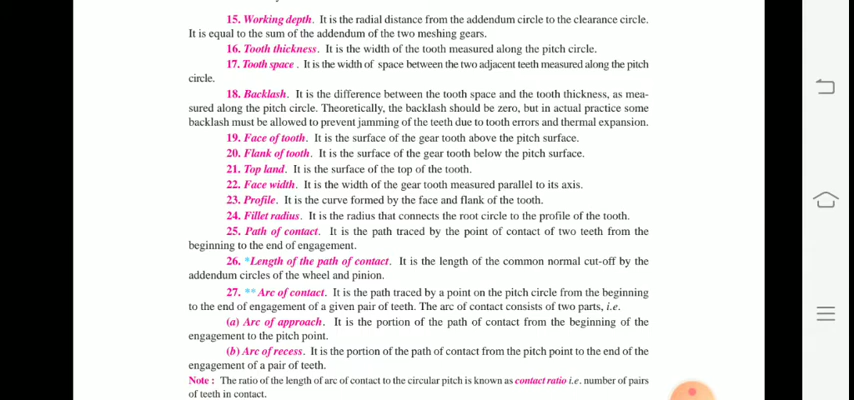 15. Working depth. It is the radial distance from the addendum circle to the clearance circle.
It is equal to the sum of the addendum of the two meshing gears.
16. Tooth thickness. It is the width of the tooth measured along the pitch circle.
17. Tooth space . It is the width of space between the two adjacent teeth measured along the pitch
circle.
18. Backlash. It is the difference between the tooth space and the tooth thickness, as mea-
sured along the pitch circle. Theoretically, the backlash should be zero, but in actual practice some
backlash must be allowed to prevent jamming of the teeth due to tooth errors and thermal expansion.
19. Face of tooth. It is the surface of the gear tooth above the pitch surface.
20. Flank of tooth. It is the surface of the gear tooth below the pitch surface.
21. Top land. It is the surface of the top of the tooth.
22. Face width. It is the width of the gear tooth measured parallel to its axis.
23. Profile. It is the curve formed by the face and flank of the tooth.
24. Fillet radius. It is the radius that connects the root circle to the profile of the tooth.
25. Path of contact. It is the path traced by the point of contact of two teeth from the
beginning to the end of engagement.
26. *Length of the path of contact. It is the length of the common normal cut-off by the
addendum circles of the wheel and pinion.
27. ** Arc of contact. It is the path traced by a point on the pitch circle from the beginning
to the end of engagement of a given pair of teeth. The arc of contact consists of two parts, i.e.
(a) Arc of approach. It is the portion of the path of contact from the beginning of the
engagement to the pitch point.
(b) Arc of recess. It is the portion of the path of contact from the pitch point to the end of the
engagement of a pair of teeth.
Note : The ratio of the length of arc of contact to the circular pitch is known as contact ratio i.e. number of pairs
of teeth in contact.